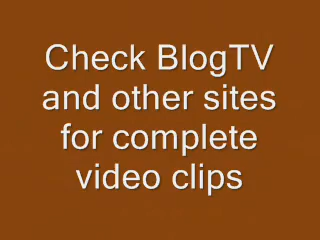 Check BlogTV
and other sites
for complete
video clips